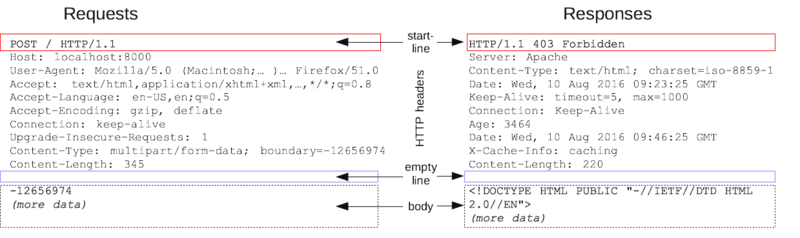 Requests
POST / HTTP/1.1
Host: localhost:8000
User-Agent: Mozilla/5.0 (Macintosh;… )… Firefox/51.0
Accept: text/html,application/xhtml+xml,…,*/*;q=0.8
Accept-Language: en-US,en;q=0.5
Accept-Encoding: gzip, deflate
Connection: keep-alive
Upgrade-Insecure-Requests: 1
Content-Type: multipart/form-data; boundary=-12656974
Content-Length: 345
-12656974
(more data)
start-
line
HTTP headers
empty
line
body
Responses
HTTP/1.1 403 Forbidden
Server: Apache
Content-Type: text/html; charset=iso-8859-1
Date: Wed, 10 Aug 2016 09:23:25 GMT
Keep-Alive: timeout=5, max=1000
Connection: Keep-Alive
Age: 3464
Date: Wed, 10 Aug 2016 09:46:25 GMT
X-Cache-Info: caching
Content-Length: 220
<!DOCTYPE HTML PUBLIC "-//IETF//DTD HTML
2.0//EN">
(more data)